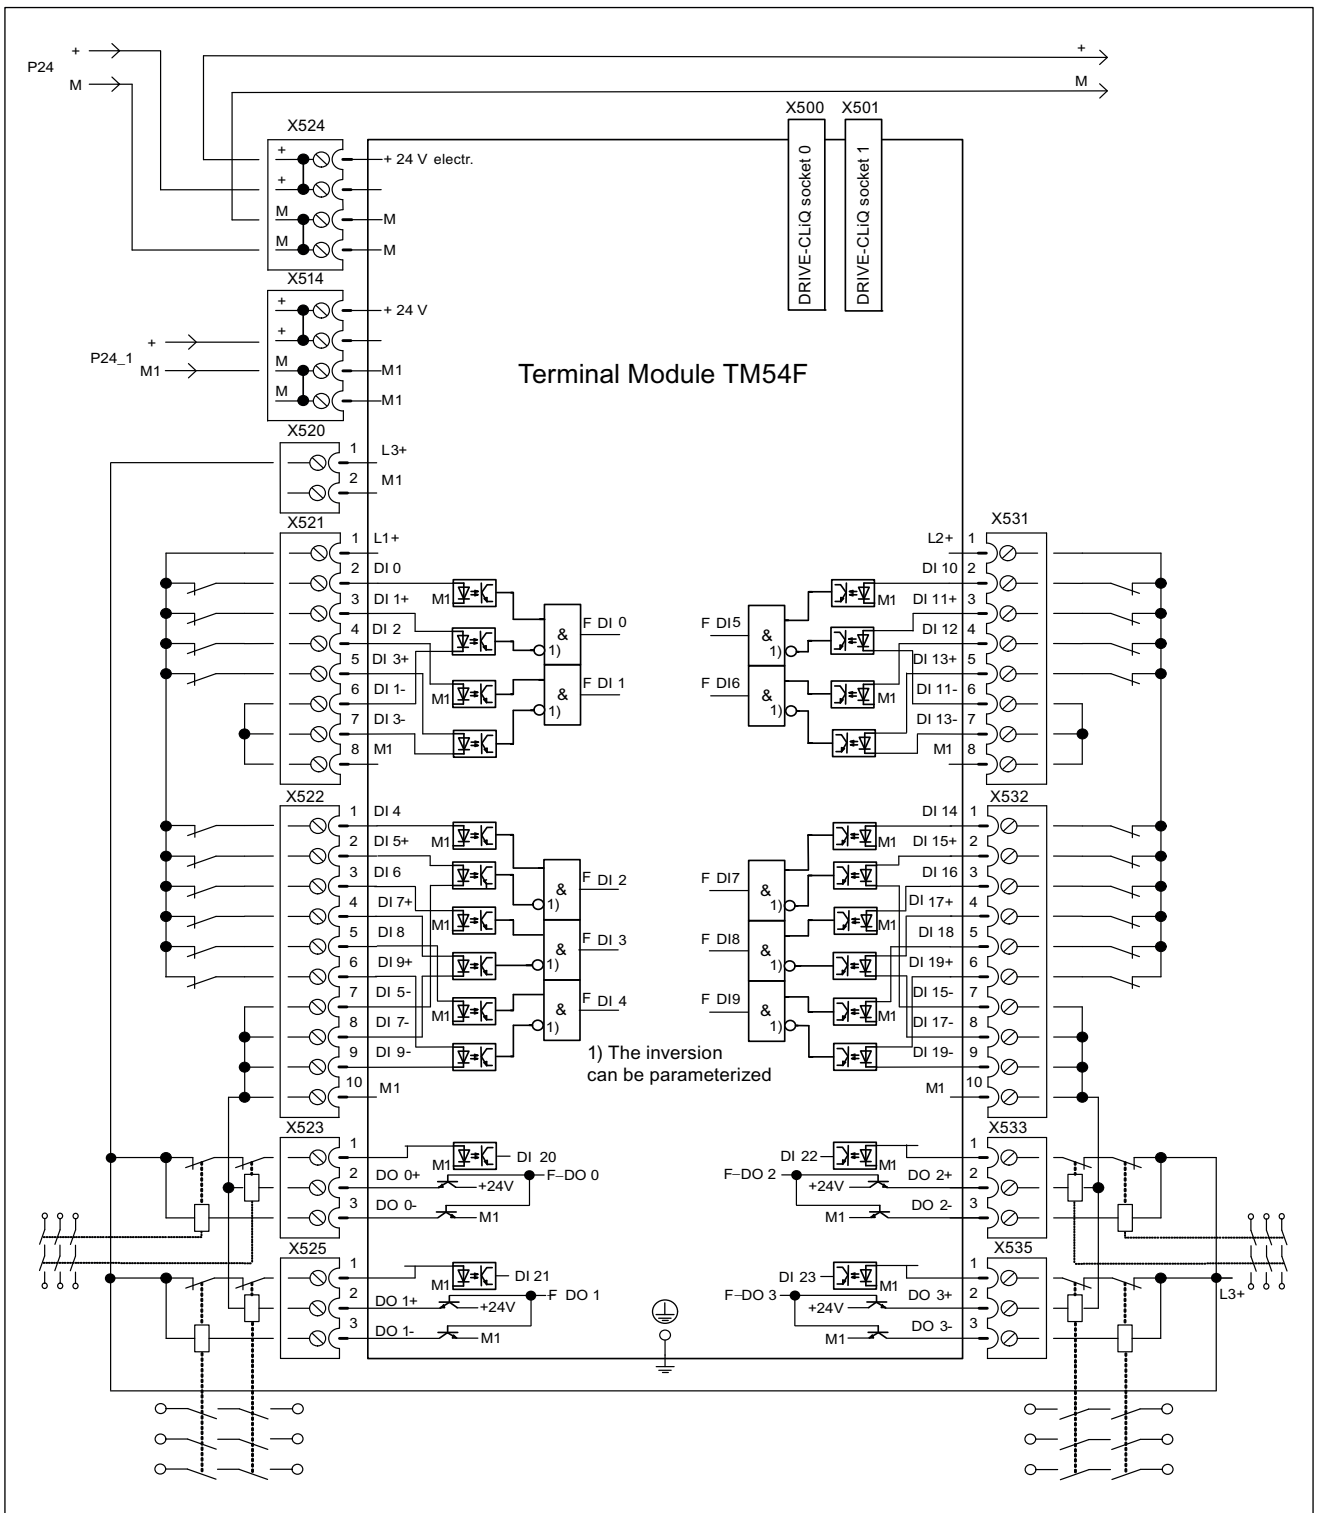 +
P24
M
+
M
X500 X501
DRIVE-CLiQ socket 0
DRIVE-CLiQ socket 1
X524
+ + 24 V electr.
+
M M
M M
X514
+ + 24 V
+
M M1
M M1
+
P24_1
M1
Terminal Module TM54F
X520
1 L3+
2 M1
X521
1 L1+
2 DI 0
3 DI 1+
4 DI 2
5 DI 3+
6 DI 1-
7 DI 3-
8 M1
M1
M1
& 1) F DI 0
& 1) F DI 1
X531
L2+ 1
DI 10 2
DI 11+ 3
DI 12 4
DI 13+ 5
DI 11- 6
DI 13- 7
M1 8
M1
M1
F DI5 & 1)
F DI6 & 1)
X522
1 DI 4
2 DI 5+
3 DI 6
4 DI 7+
5 DI 8
6 DI 9+
7 DI 5-
8 DI 7-
9 DI 9-
10 M1
M1
M1
M1
& 1) F DI 2
& 1) F DI 3
& 1) F DI 4
X532
DI 14 1
DI 15+ 2
DI 16 3
DI 17+ 4
DI 18 5
DI 19+ 6
DI 15- 7
DI 17- 8
DI 19- 9
M1 10
M1
M1
M1
F DI7 & 1)
F DI8 & 1)
F DI9 & 1)
1) The inversion
can be parameterized
X523
1 M1 DI 20
2 DO 0+ +24V F–DO 0
3 DO 0- M1
X533
DI 22 M1 1
F–DO 2 +24V DO 2+ 2
M1 DO 2- 3
X525
1 M1 DI 21
2 DO 1+ +24V F DO 1
3 DO 1- M1
X535
DI 23 M1 1
F–DO 3 +24V DO 3+ 2
M1 DO 3- 3
L3+